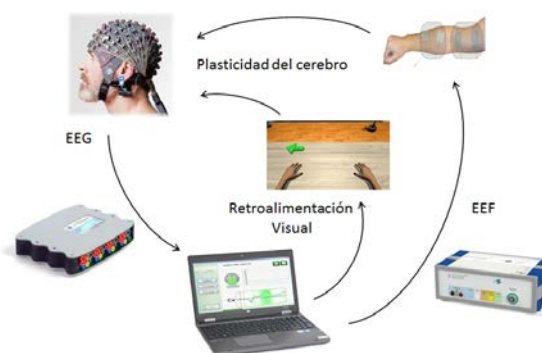 Plasticidad del cerebro
EEG
Retroalimentación
Visual
EEF